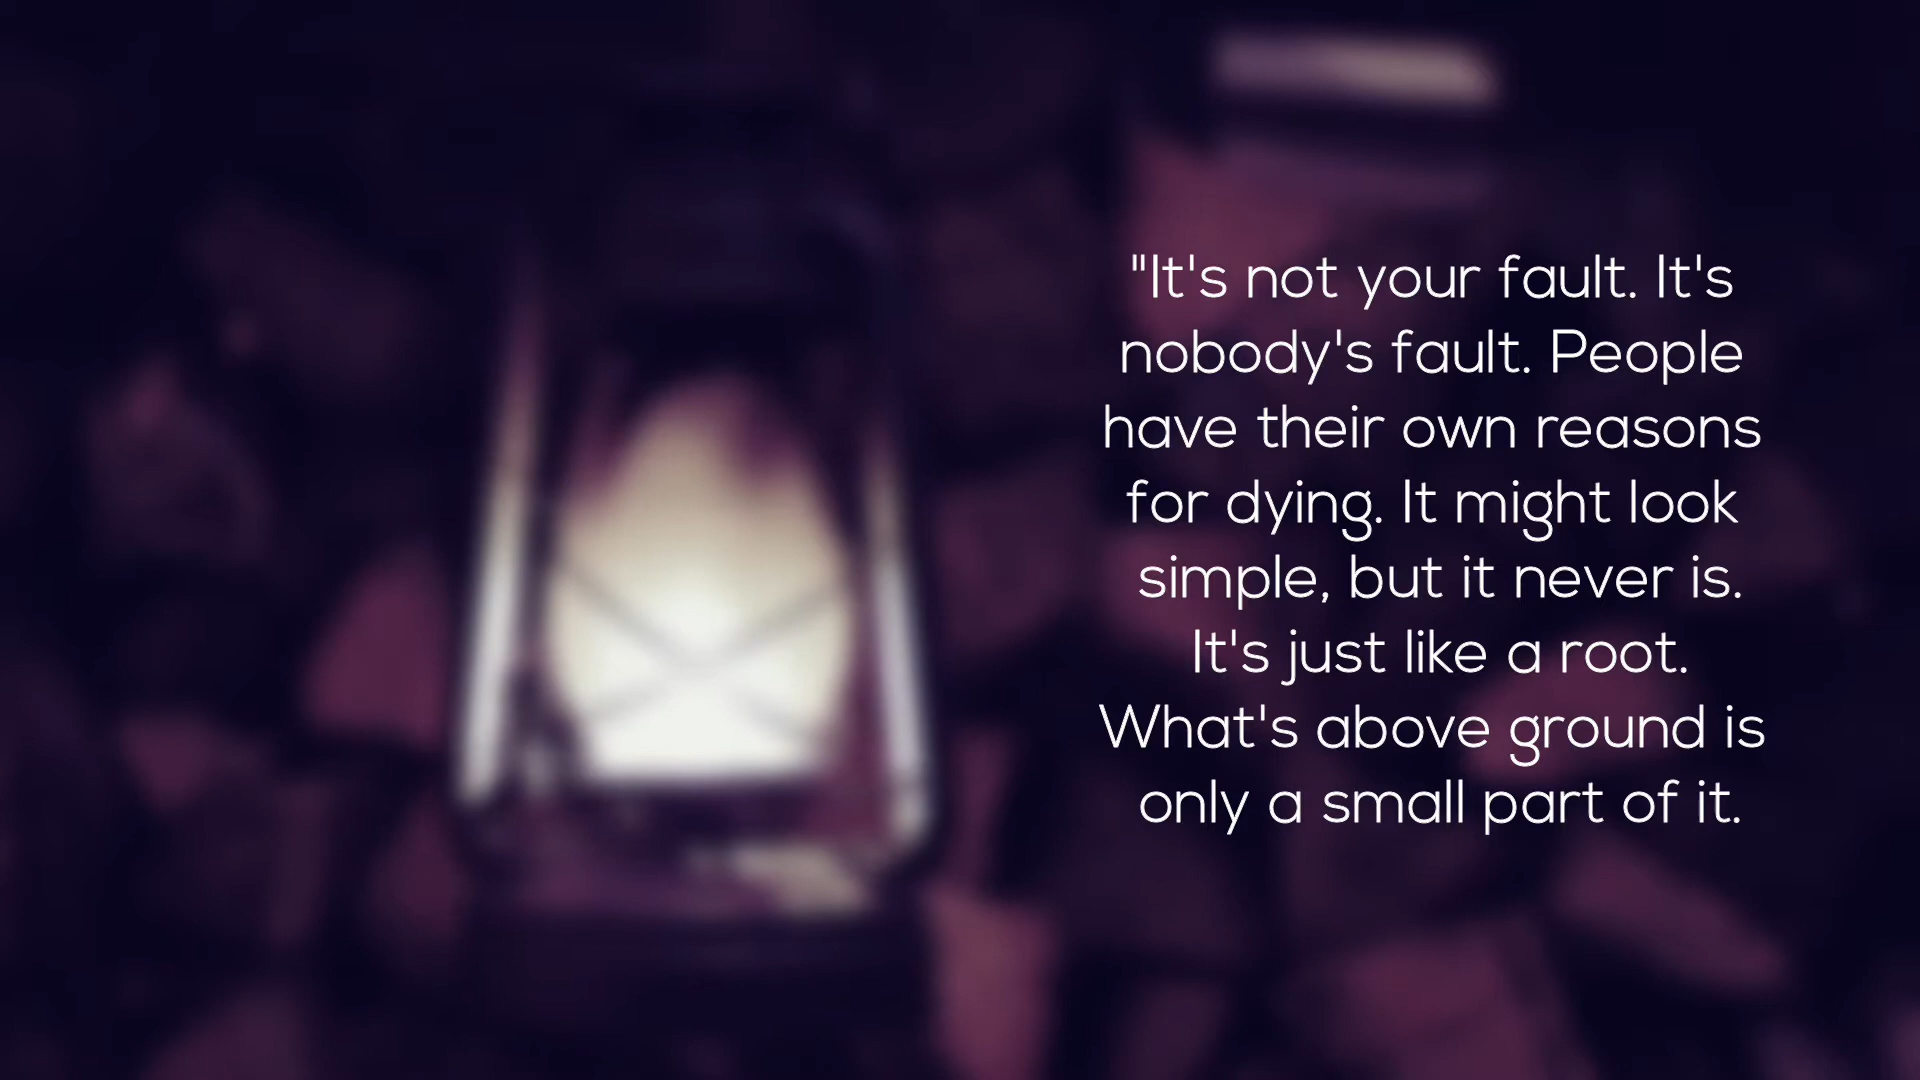 "It's not your fault. It's
nobody's fault. People
have their own reasons
for dying. It might look
simple, but it never is.
It's just like a root.
What's above ground is
only a small part of it.